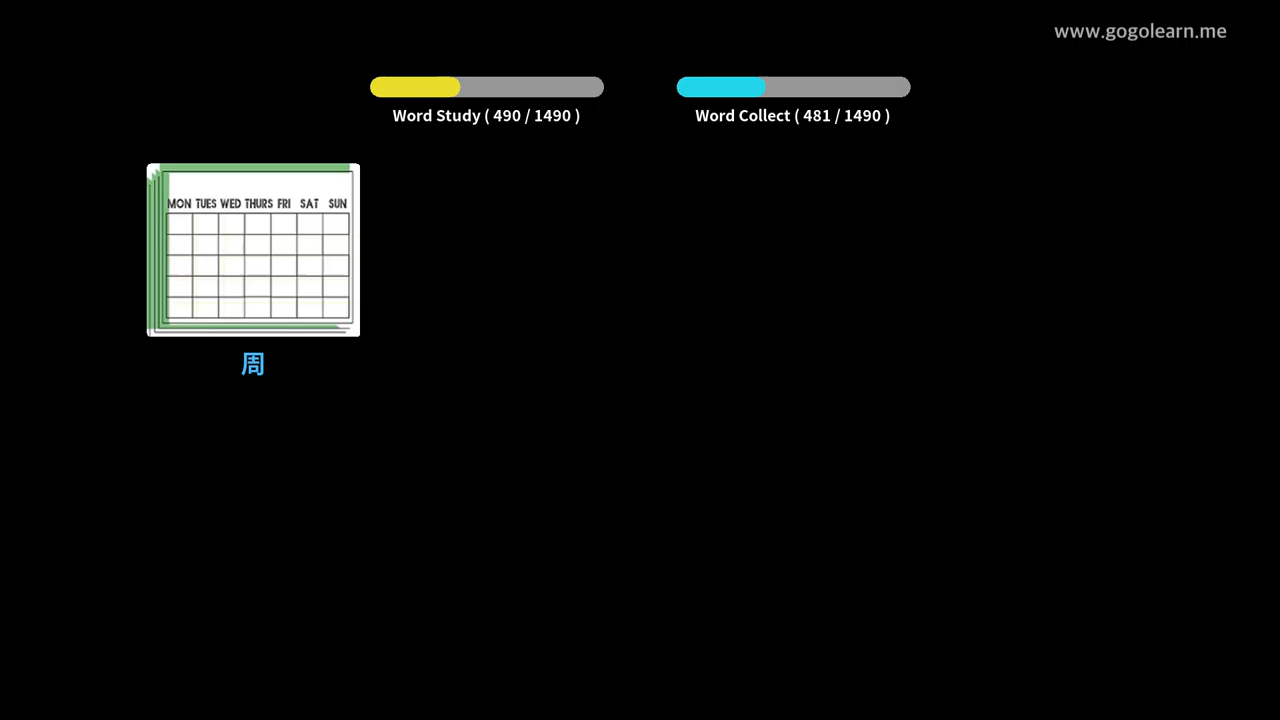 www.gogolearn.me
Word Study ( 490 / 1490 )
Word Collect ( 481 / 1490 )
MON TUES WED THURS FRI SAT SUN
周